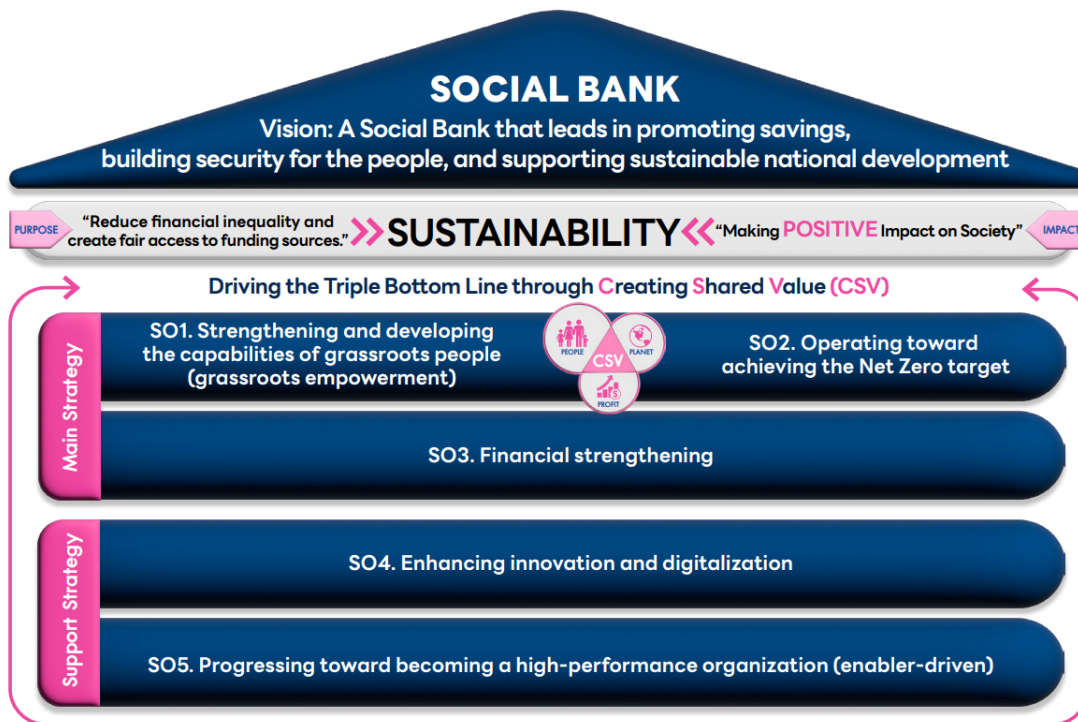 SOCIAL BANK
Vision: A Social Bank that leads in promoting savings,
building security for the people, and supporting sustainable national development
PURPOSE
“Reduce financial inequality and
create fair access to funding sources.”
SUSTAINABILITY
“Making POSITIVE Impact on Society”
IMPACT
Driving the Triple Bottom Line through Creating Shared Value (CSV)
Main Strategy
SO1. Strengthening and developing
the capabilities of grassroots people
(grassroots empowerment)
PEOPLE
PLANET
CSV
PROFIT
SO2. Operating toward
achieving the Net Zero target
SO3. Financial strengthening
Support Strategy
SO4. Enhancing innovation and digitalization
SO5. Progressing toward becoming a high-performance organization (enabler-driven)